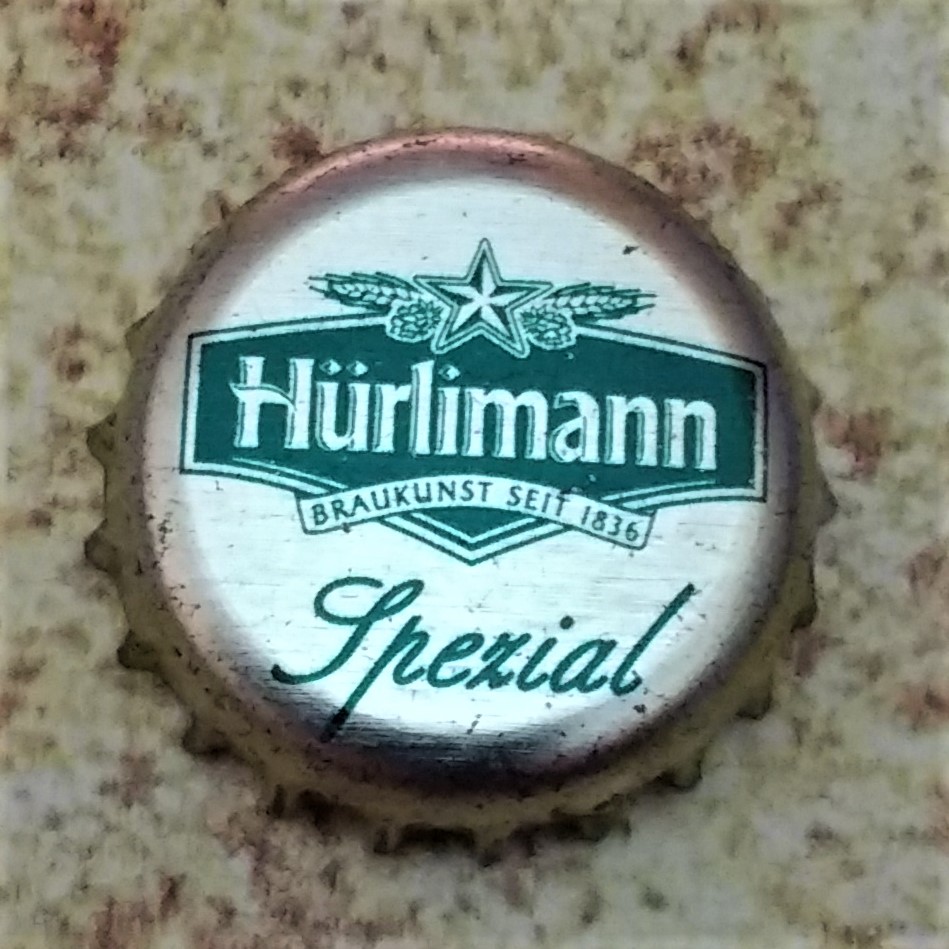 Hürlimann
BRAUKUNST SEIT 1836
Spezial